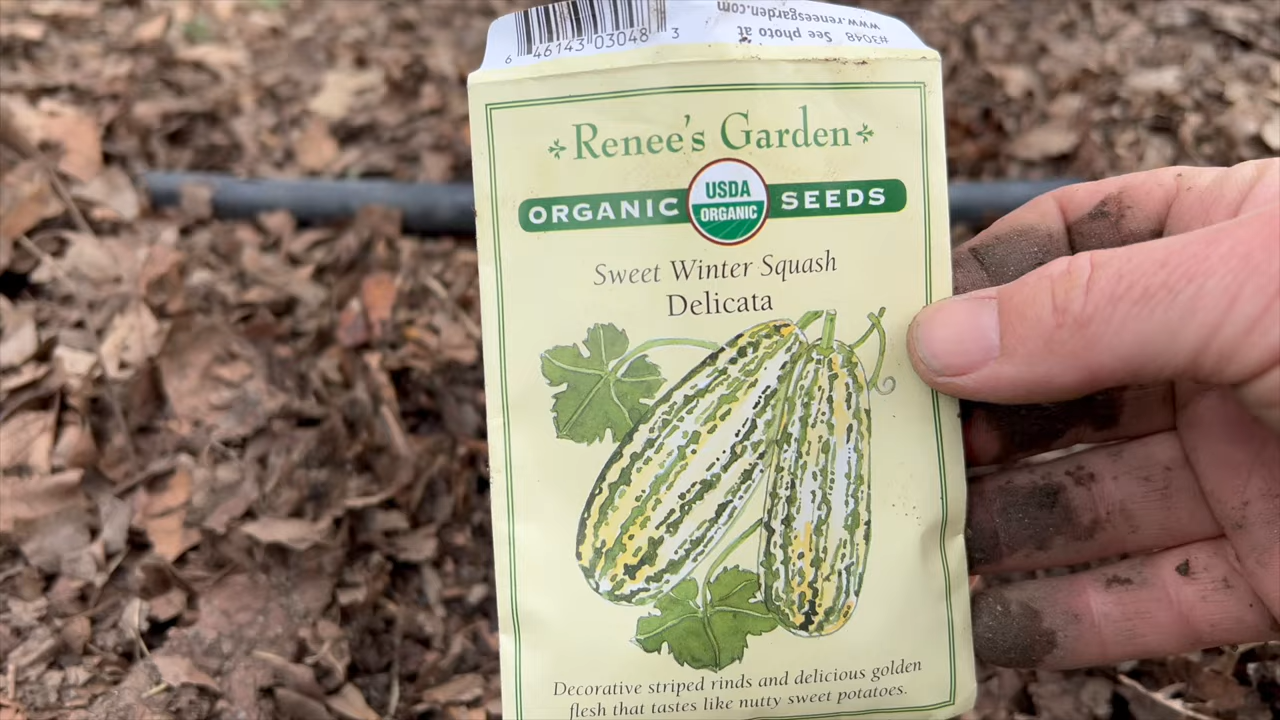 6 46143 03048 3
#3048 See photo at
www.reneesgarden.com
Renee's Garden
ORGANIC USDA ORGANIC SEEDS
Sweet Winter Squash
Delicata
Decorative striped rinds and delicious golden
flesh that tastes like nutty sweet potatoes.